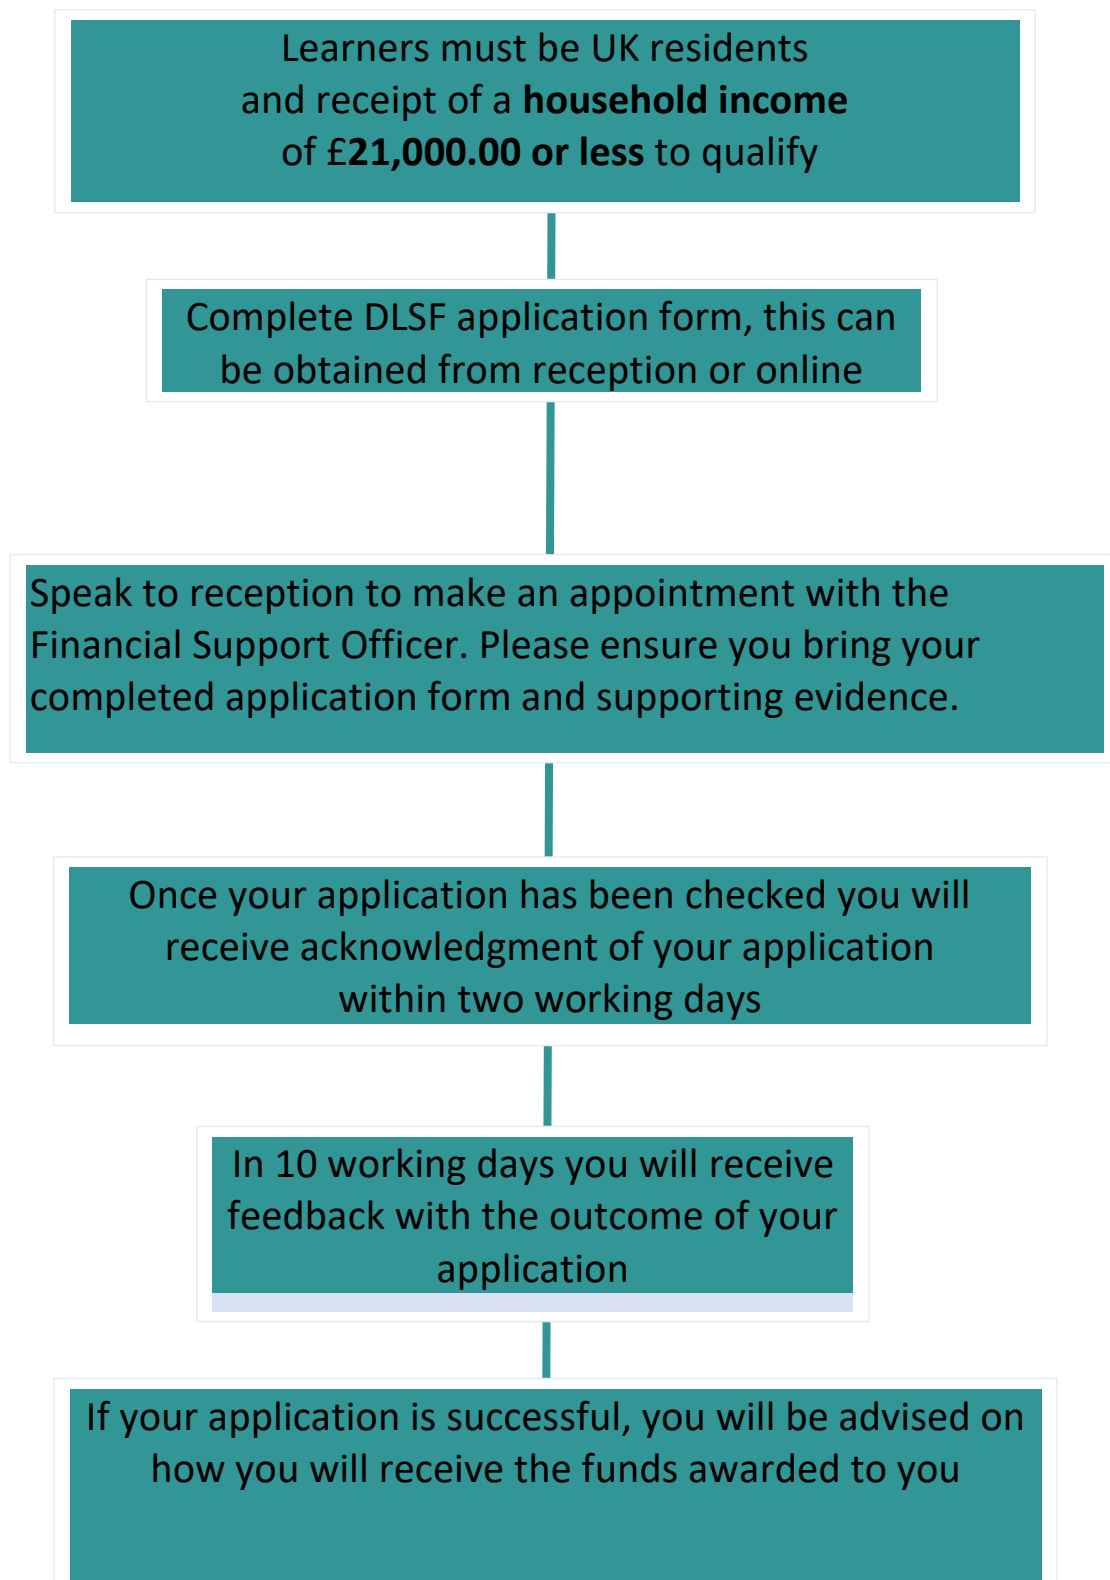 Learners must be UK residents
and receipt of a household income
of £21,000.00 or less to qualify
Complete DLSF application form, this can
be obtained from reception or online
Speak to reception to make an appointment with the
Financial Support Officer. Please ensure you bring your
completed application form and supporting evidence.
Once your application has been checked you will
receive acknowledgment of your application
within two working days
In 10 working days you will receive
feedback with the outcome of your
application
If your application is successful, you will be advised on
how you will receive the funds awarded to you